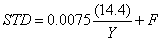 STD = 0.0075 (14.4)/Y + F